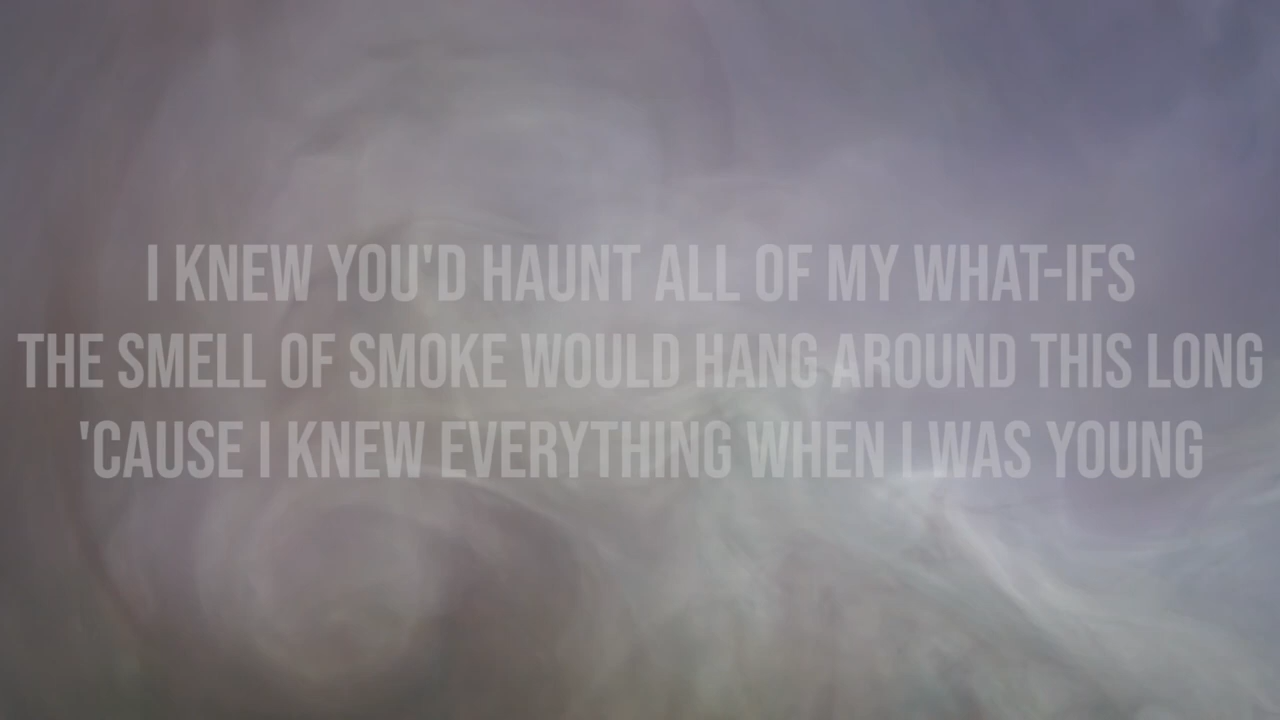 I KNEW YOU'D HAUNT ALL OF MY WHAT-IFS
THE SMELL OF SMOKE WOULD HANG AROUND THIS LONG
'CAUSE I KNEW EVERYTHING WHEN I WAS YOUNG